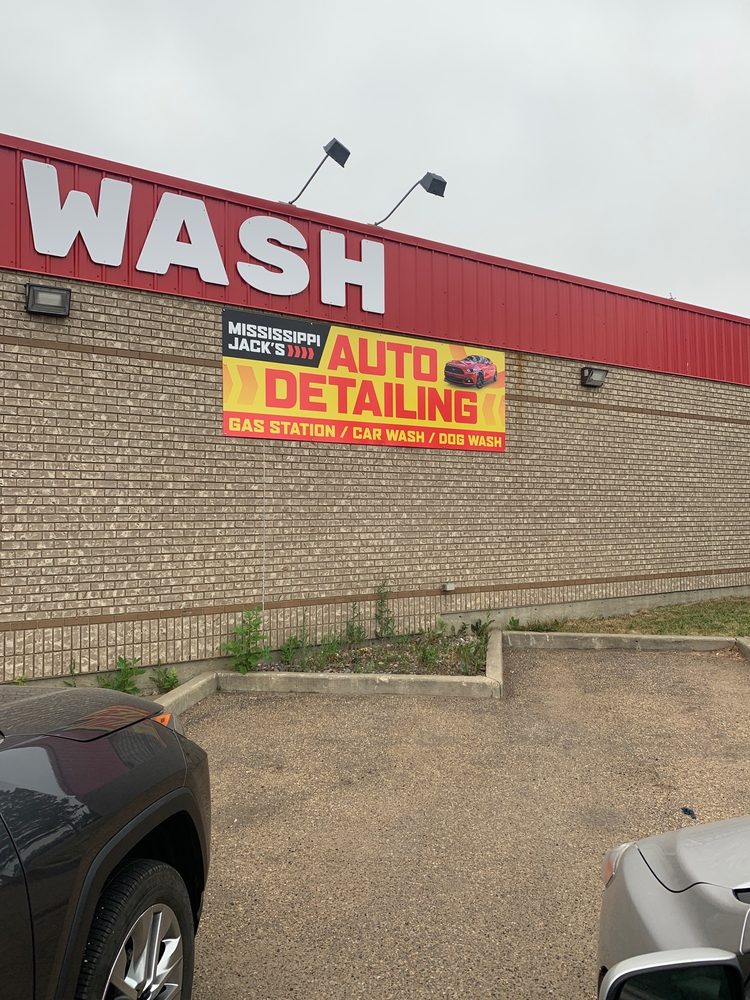 WASH
MISSISSIPPI
JACK'S
AUTO
DETAILING
GAS STATION / CAR WASH / DOG WASH